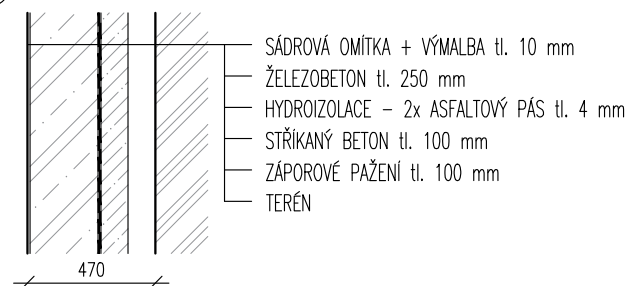 SÁDROVÁ OMÍTKA + VÝMALBA tl. 10 mm
ŽELEZOBETON tl. 250 mm
HYDROIZOLACE – 2x ASFALTOVÝ PÁS tl. 4 mm
STŘÍKANÝ BETON tl. 100 mm
ZÁPOROVÉ PAŽENÍ tl. 100 mm
TERÉN
470